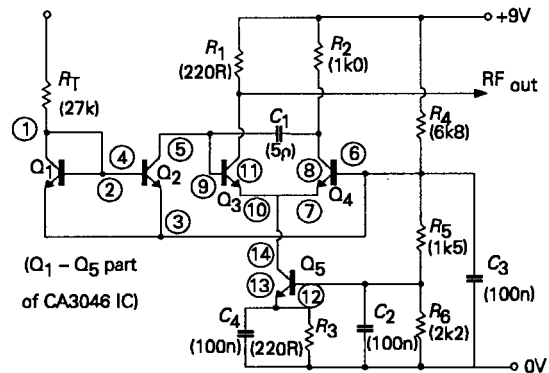 +9V
R1
(220R)
R2
(1k0)
RT
(27k)
RF out
C1
(5p)
R4
(6k8)
1
4
5
6
Q1
Q2
11
8
2
9
Q3
10
7
Q4
3
R5
(1k5)
14
(Q1 – Q5 part
of CA3046 IC)
Q5
13
12
C3
(100n)
C4
(100n)
(220R)
R3
C2
(100n)
R6
(2k2)
0V